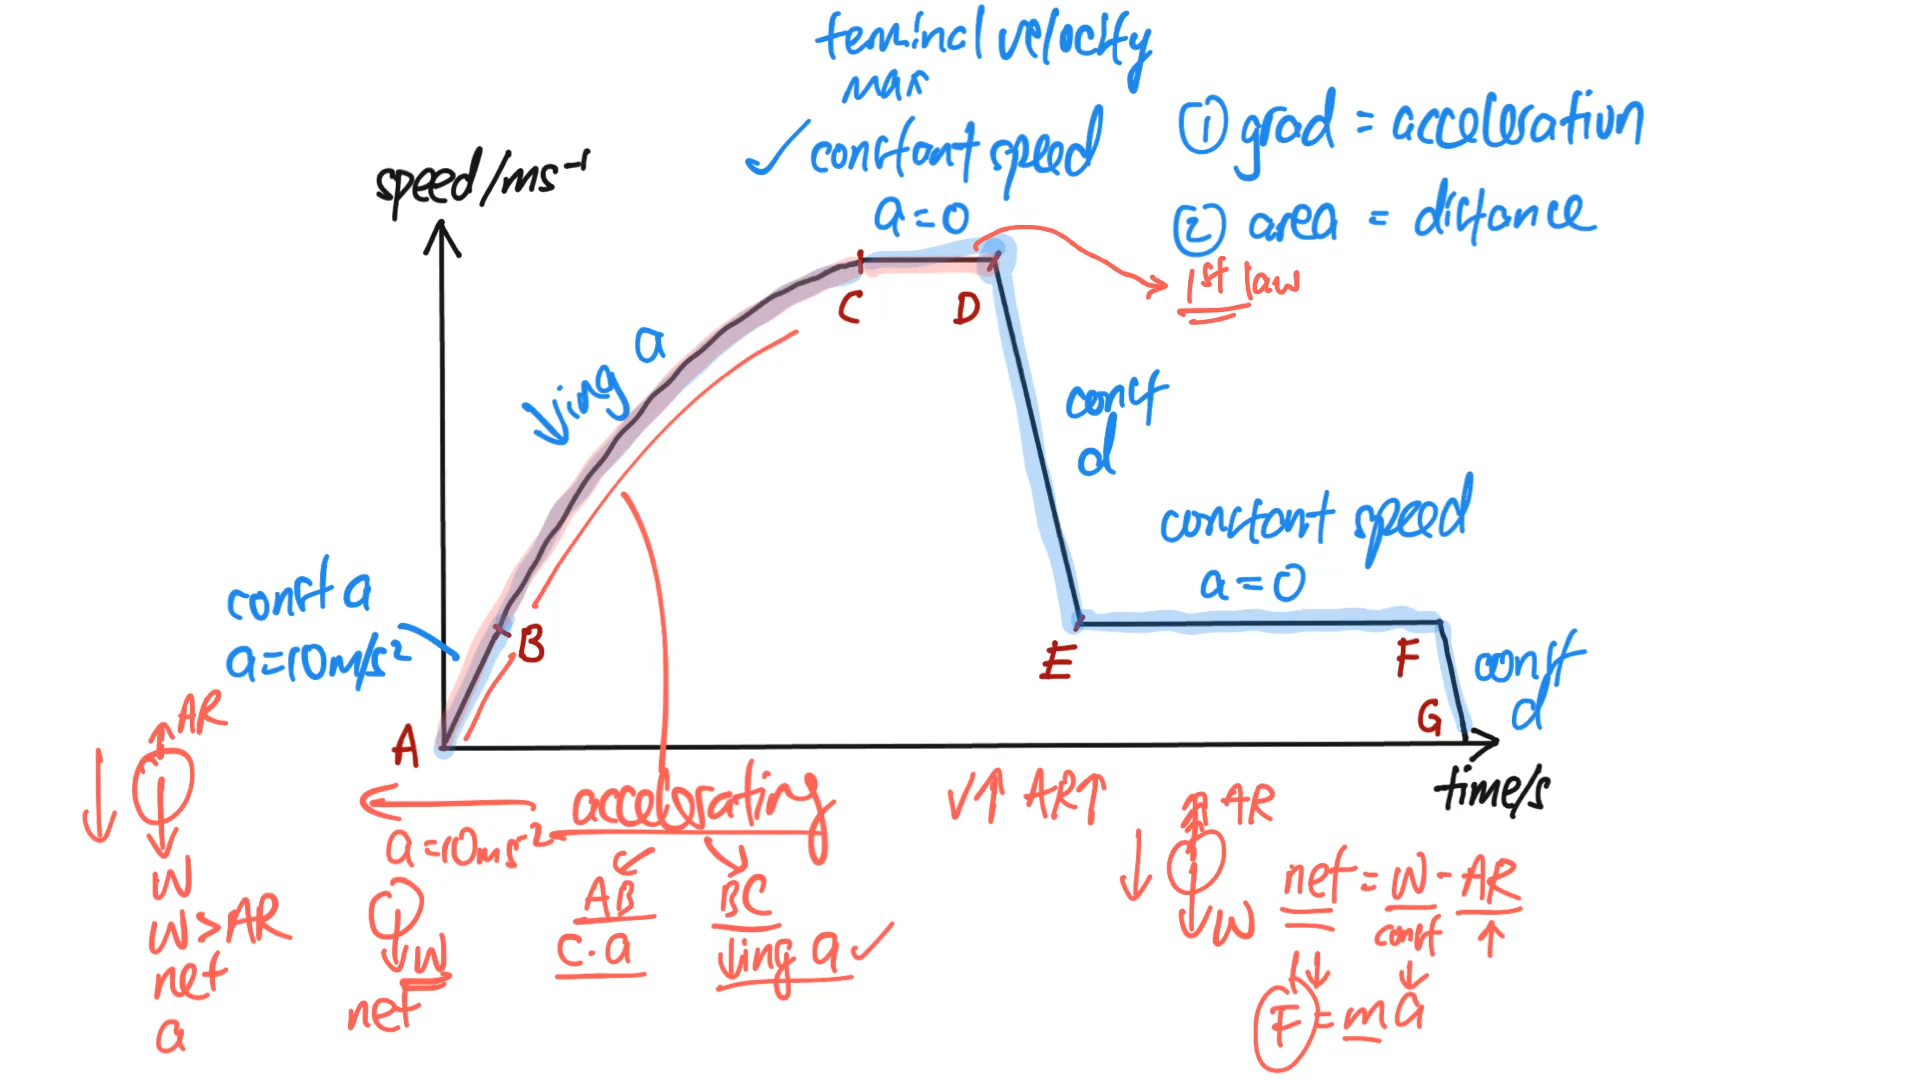 terminal velocity
max
constant speed
a=0
① grad = acceleration
② area = distance
1st law
speed/ms⁻¹
C
D
↓ing a
const
d
constant speed
a=0
const a
a=10m/s²
B
E
F
const
d
G
A
time/s
AR
W
W>AR
net
a
a=10ms⁻²
W
net
accelerating
AB
c.a
BC
↓ing a ✓
V↑ AR↑
AR
W
net = W - AR
const ↑
F = ma